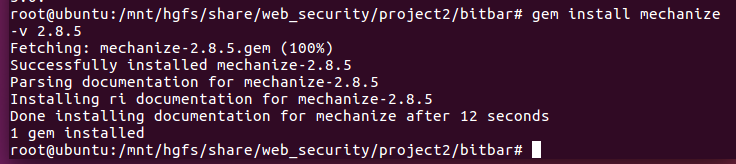 root@ubuntu:/mnt/hgfs/share/web_security/project2/bitbar# gem install mechanize
-v 2.8.5
Fetching: mechanize-2.8.5.gem (100%)
Successfully installed mechanize-2.8.5
Parsing documentation for mechanize-2.8.5
Installing ri documentation for mechanize-2.8.5
Done installing documentation for mechanize after 12 seconds
1 gem installed
root@ubuntu:/mnt/hgfs/share/web_security/project2/bitbar#